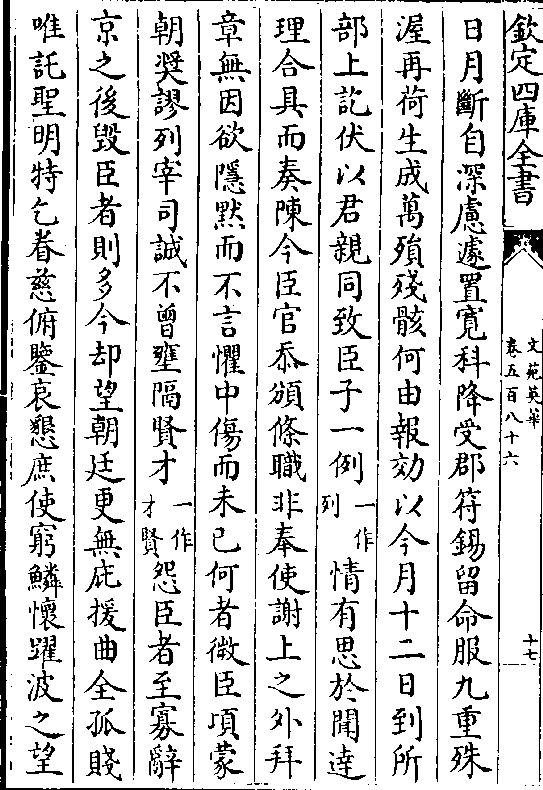 欽定四庫全書
文苑英華
卷五百八十六
十七
日月斷自深慮遽置寛科降受郡符錫留命服九重殊
渥再荷生成萬殞殘骸何由報効以今月十二日到所
部上訖伏以君親同致臣子一例一作列情有思於聞達
理合具而奏陳今臣官忝頒條職非奉使謝上之外拜
章無因欲隱默而不言懼中傷而未已何者微臣頃蒙
朝奨謬列宰司誠不曾壅隔賢才一作才賢怨臣者至寡辭
京之後毁臣者則多今却望朝廷更無庇援曲全孤賤
唯託聖明特乞眷慈俯鑒哀懇庶使窮鱗懷躍波之望